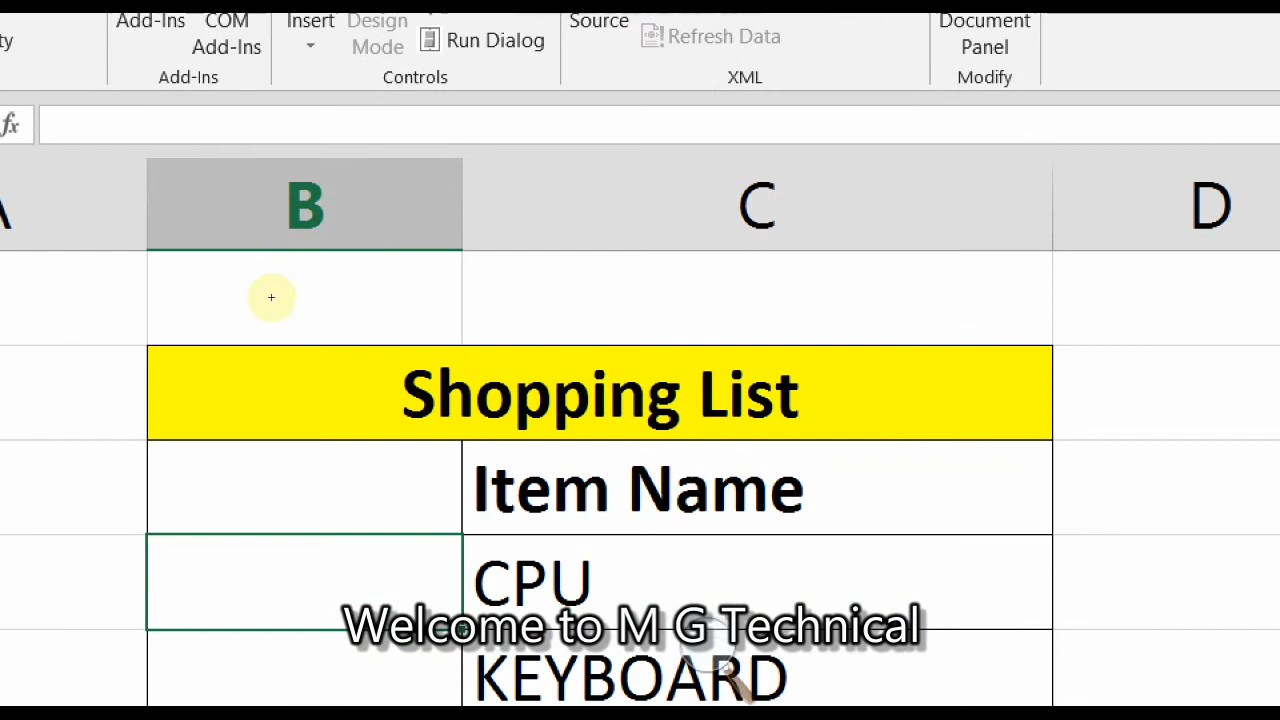 Add-Ins COM Insert Design Source Document
ty Add-Ins Mode Run Dialog Refresh Data Panel
Add-Ins Controls XML Modify
fx
A B C D
Shopping List
Item Name
CPU
Welcome to M G Technical
KEYBOARD